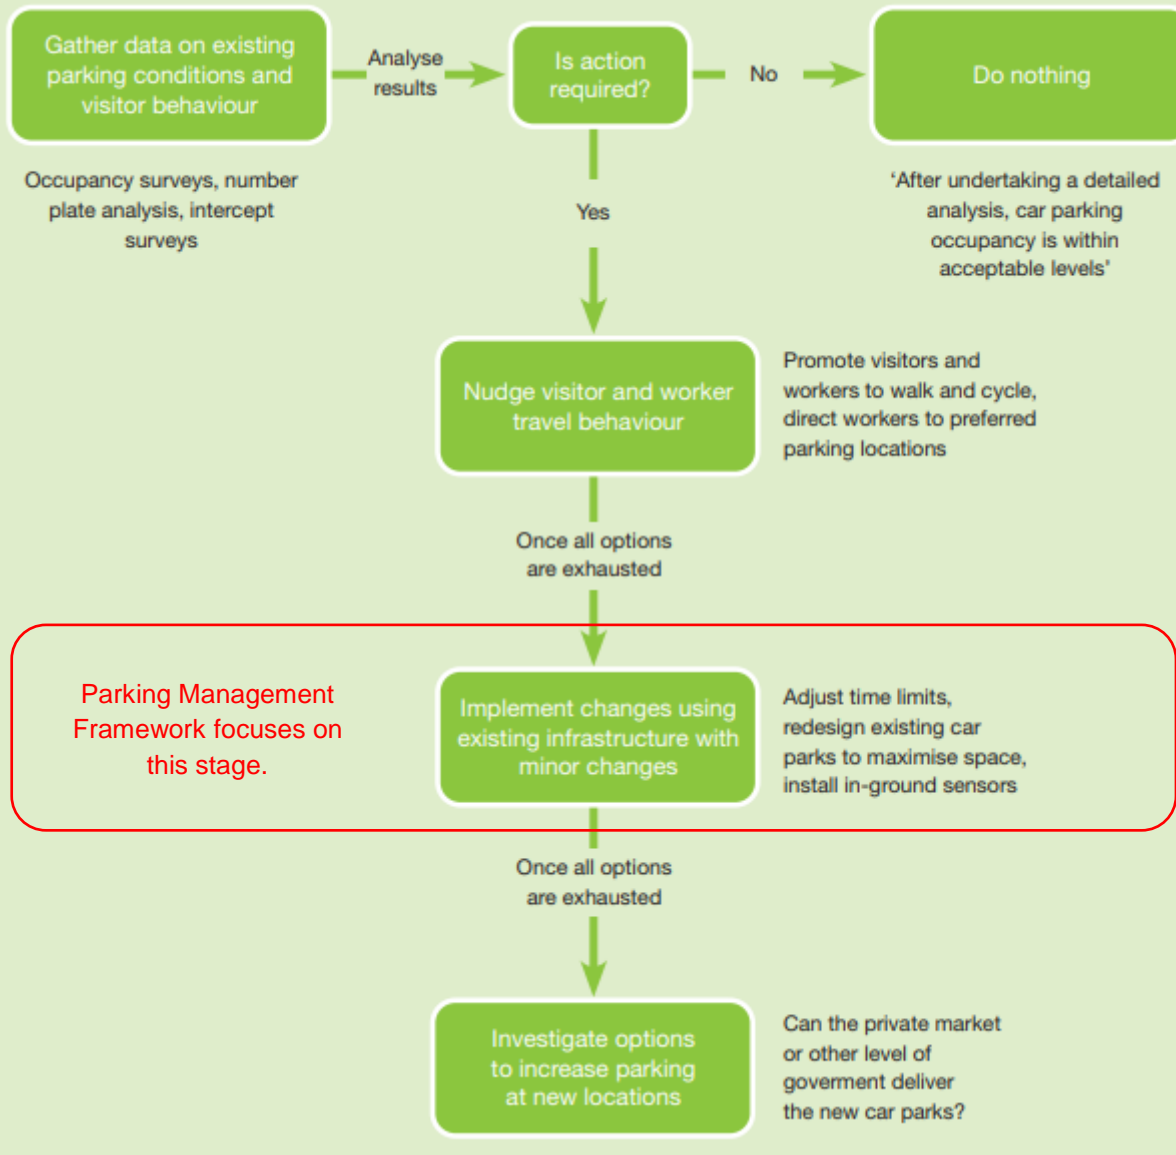 Gather data on existing
parking conditions and
visitor behaviour
Analyse
results
Is action
required?
No
Do nothing
Occupancy surveys, number
plate analysis, intercept
surveys
Yes
‘After undertaking a detailed
analysis, car parking
occupancy is within
acceptable levels’
Nudge visitor and worker
travel behaviour
Promote visitors and
workers to walk and cycle,
direct workers to preferred
parking locations
Once all options
are exhausted
Parking Management
Framework focuses on
this stage.
Implement changes using
existing infrastructure with
minor changes
Adjust time limits,
redesign existing car
parks to maximise space,
install in-ground sensors
Once all options
are exhausted
Investigate options
to increase parking
at new locations
Can the private market
or other level of
goverment deliver
the new car parks?